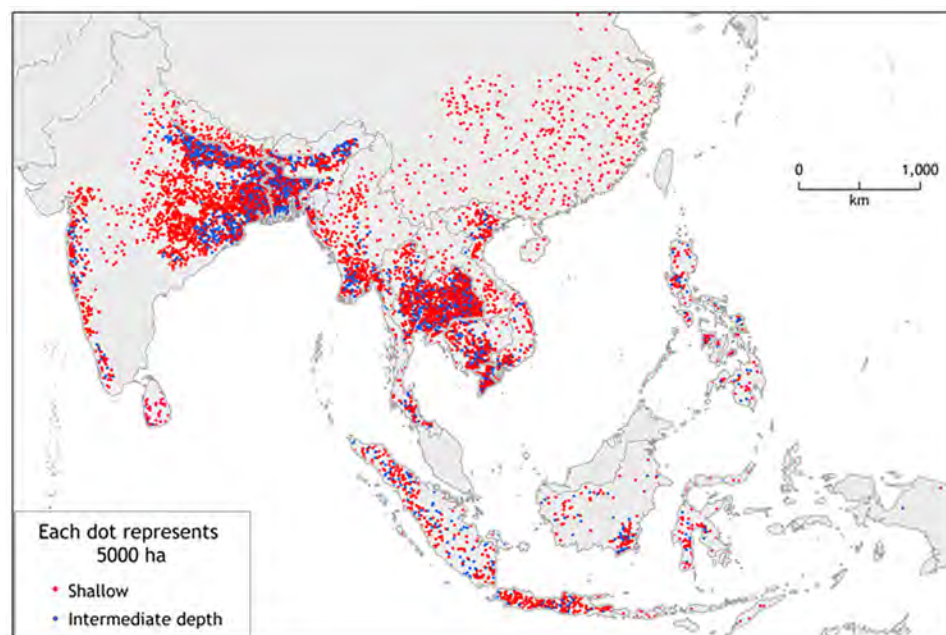 0 1,000
km
Each dot represents
5000 ha
Shallow
Intermediate depth